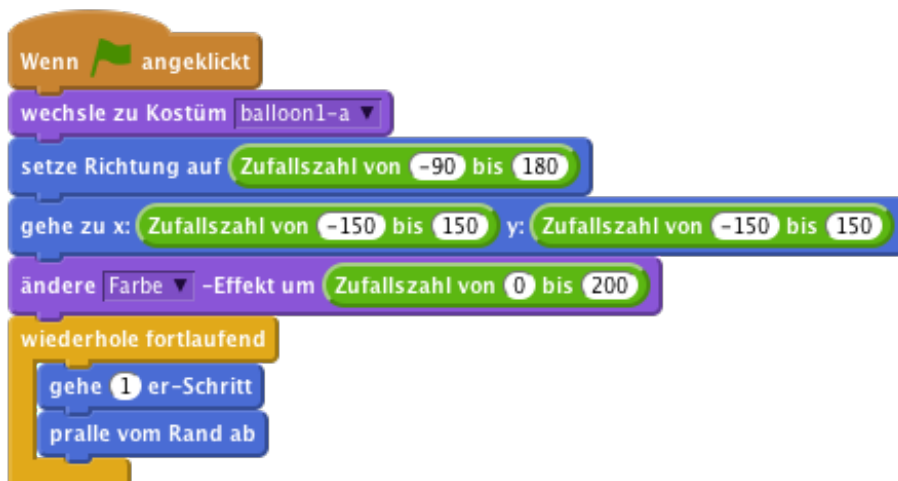 Wenn angeklickt
wechsle zu Kostüm balloon1-a
setze Richtung auf Zufallszahl von -90 bis 180
gehe zu x: Zufallszahl von -150 bis 150 y: Zufallszahl von -150 bis 150
ändere Farbe -Effekt um Zufallszahl von 0 bis 200
wiederhole fortlaufend
gehe 1 er-Schritt
pralle vom Rand ab